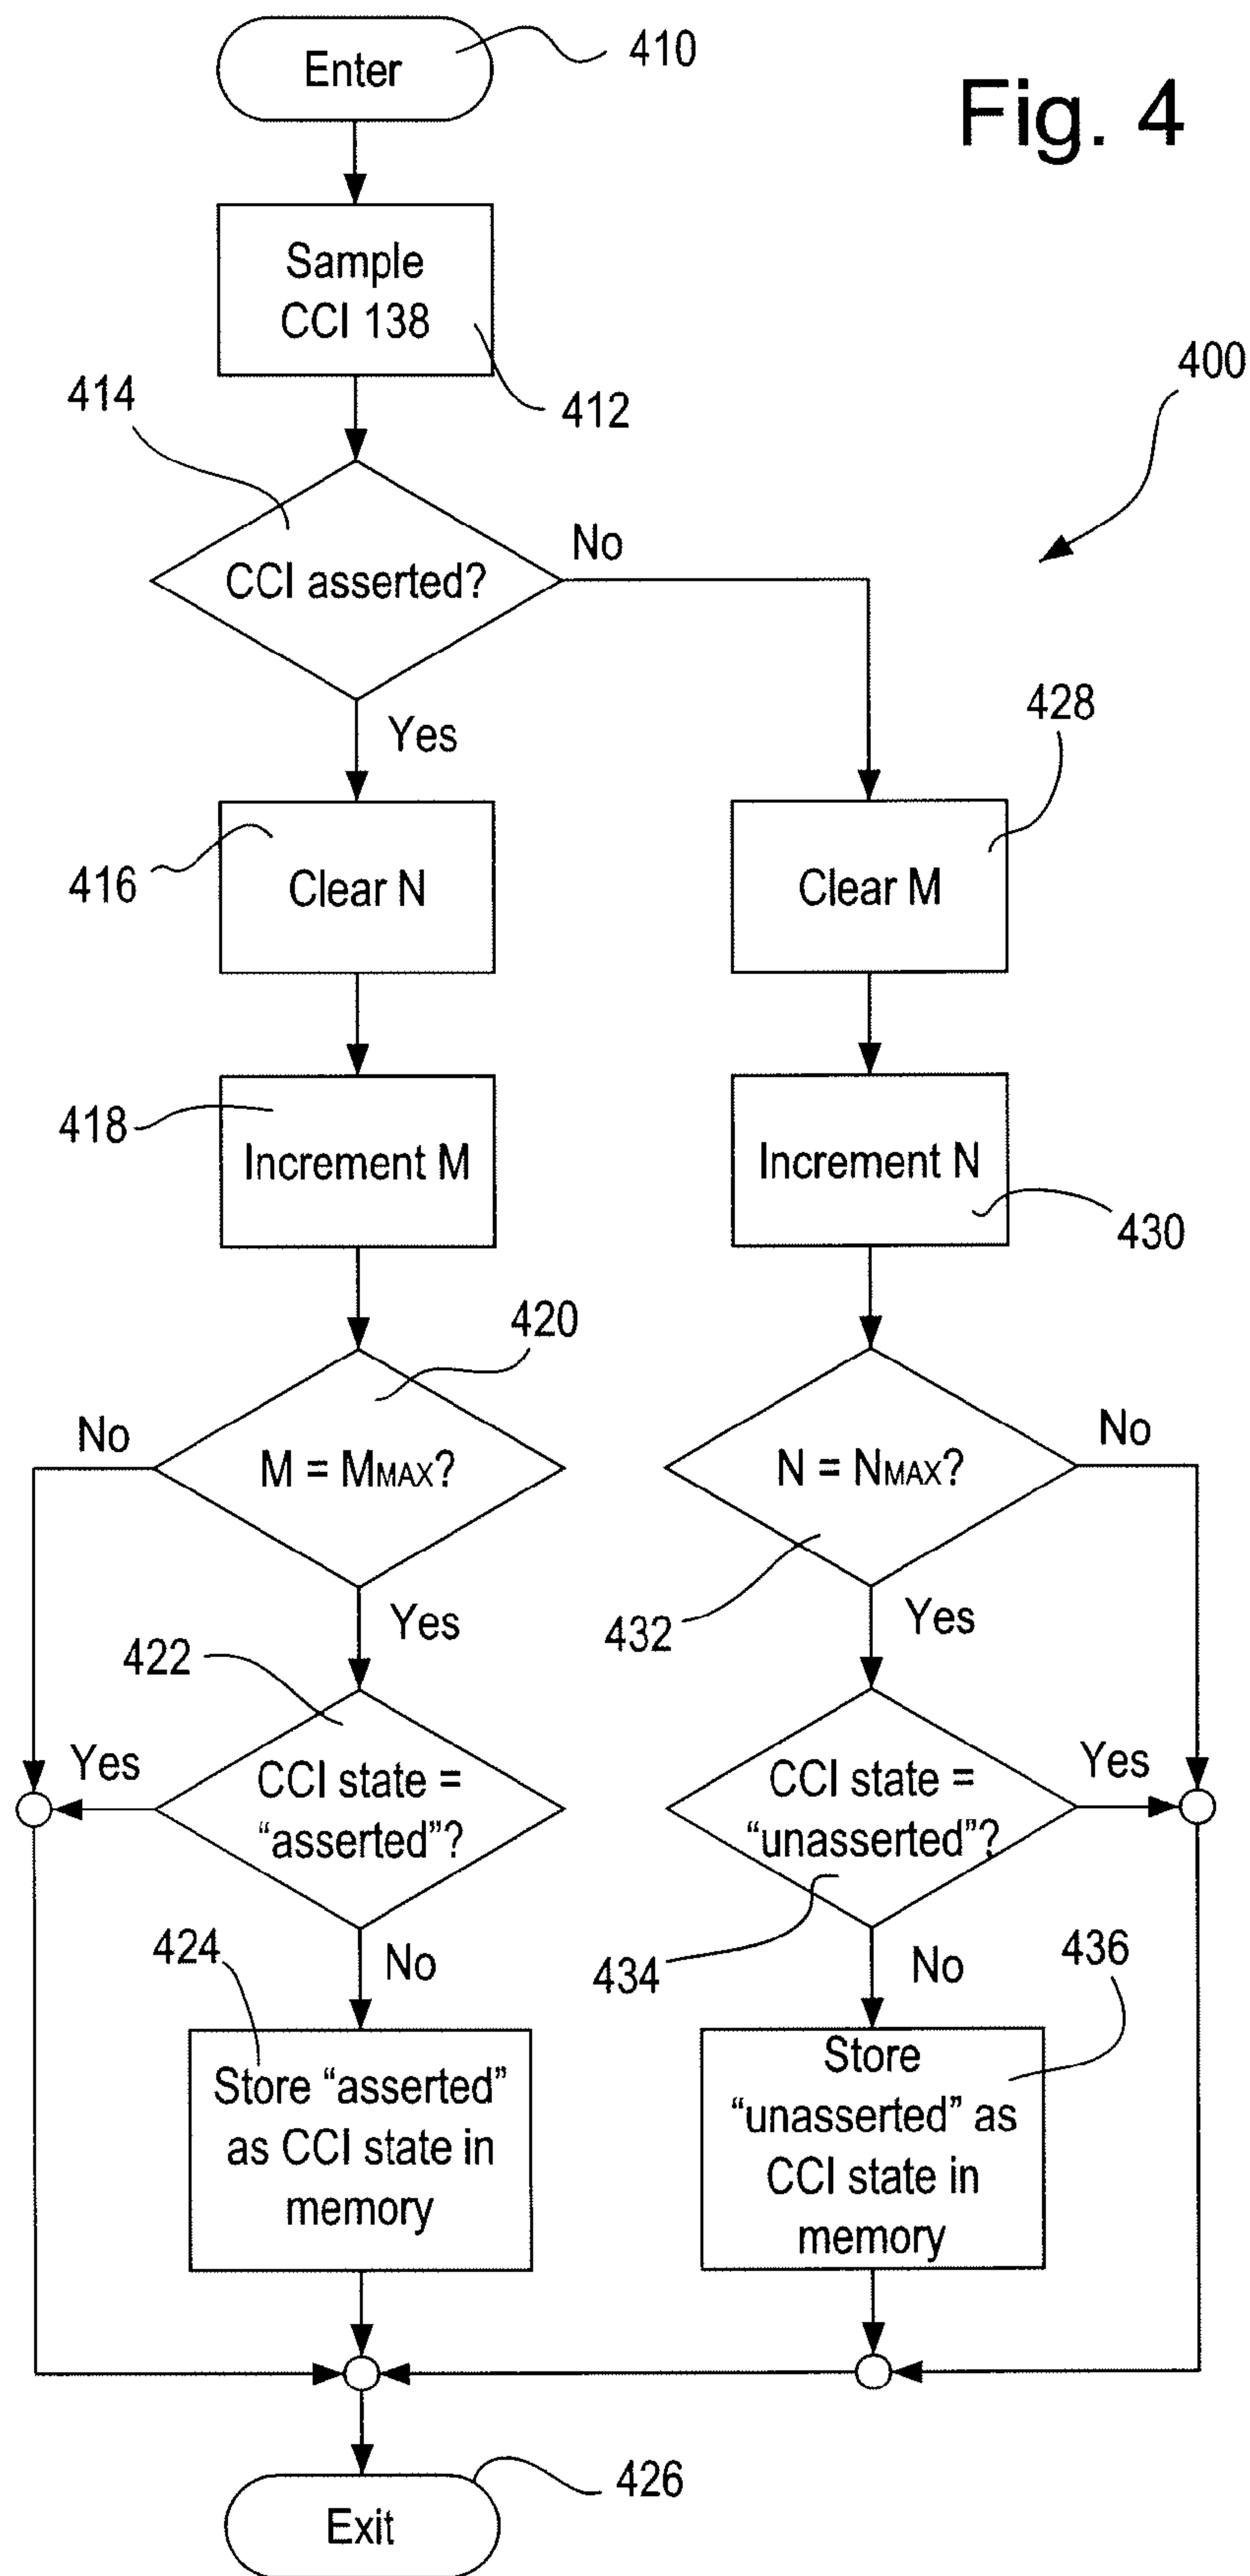 Enter
410
Fig. 4
Sample
CCI 138
412
400
414
CCI asserted?
No
Yes
416
Clear N
428
Clear M
418
Increment M
Increment N
430
420
No
M = MMAX?
Yes
N = NMAX?
No
432
Yes
422
Yes
CCI state =
“asserted”?
No
CCI state =
“unasserted”?
Yes
434
No
424
Store “asserted”
as CCI state in
memory
436
Store
“unasserted” as
CCI state in
memory
426
Exit